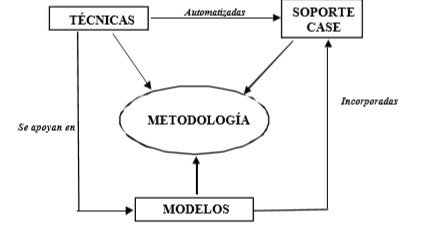 TÉCNICAS
Automatizadas
SOPORTE
CASE
Se apoyan en
METODOLOGÍA
Incorporadas
MODELOS